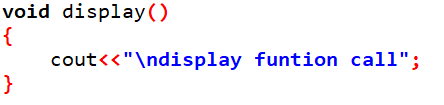 void display()
{
    cout<<"\ndisplay funtion call";
}